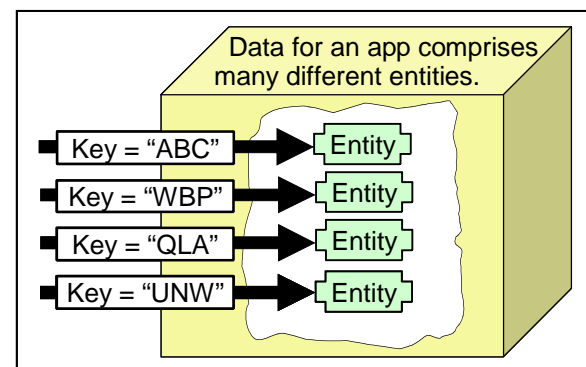 Data for an app comprises
many different entities.
Key = “ABC” Entity
Key = “WBP” Entity
Key = “QLA” Entity
Key = “UNW” Entity